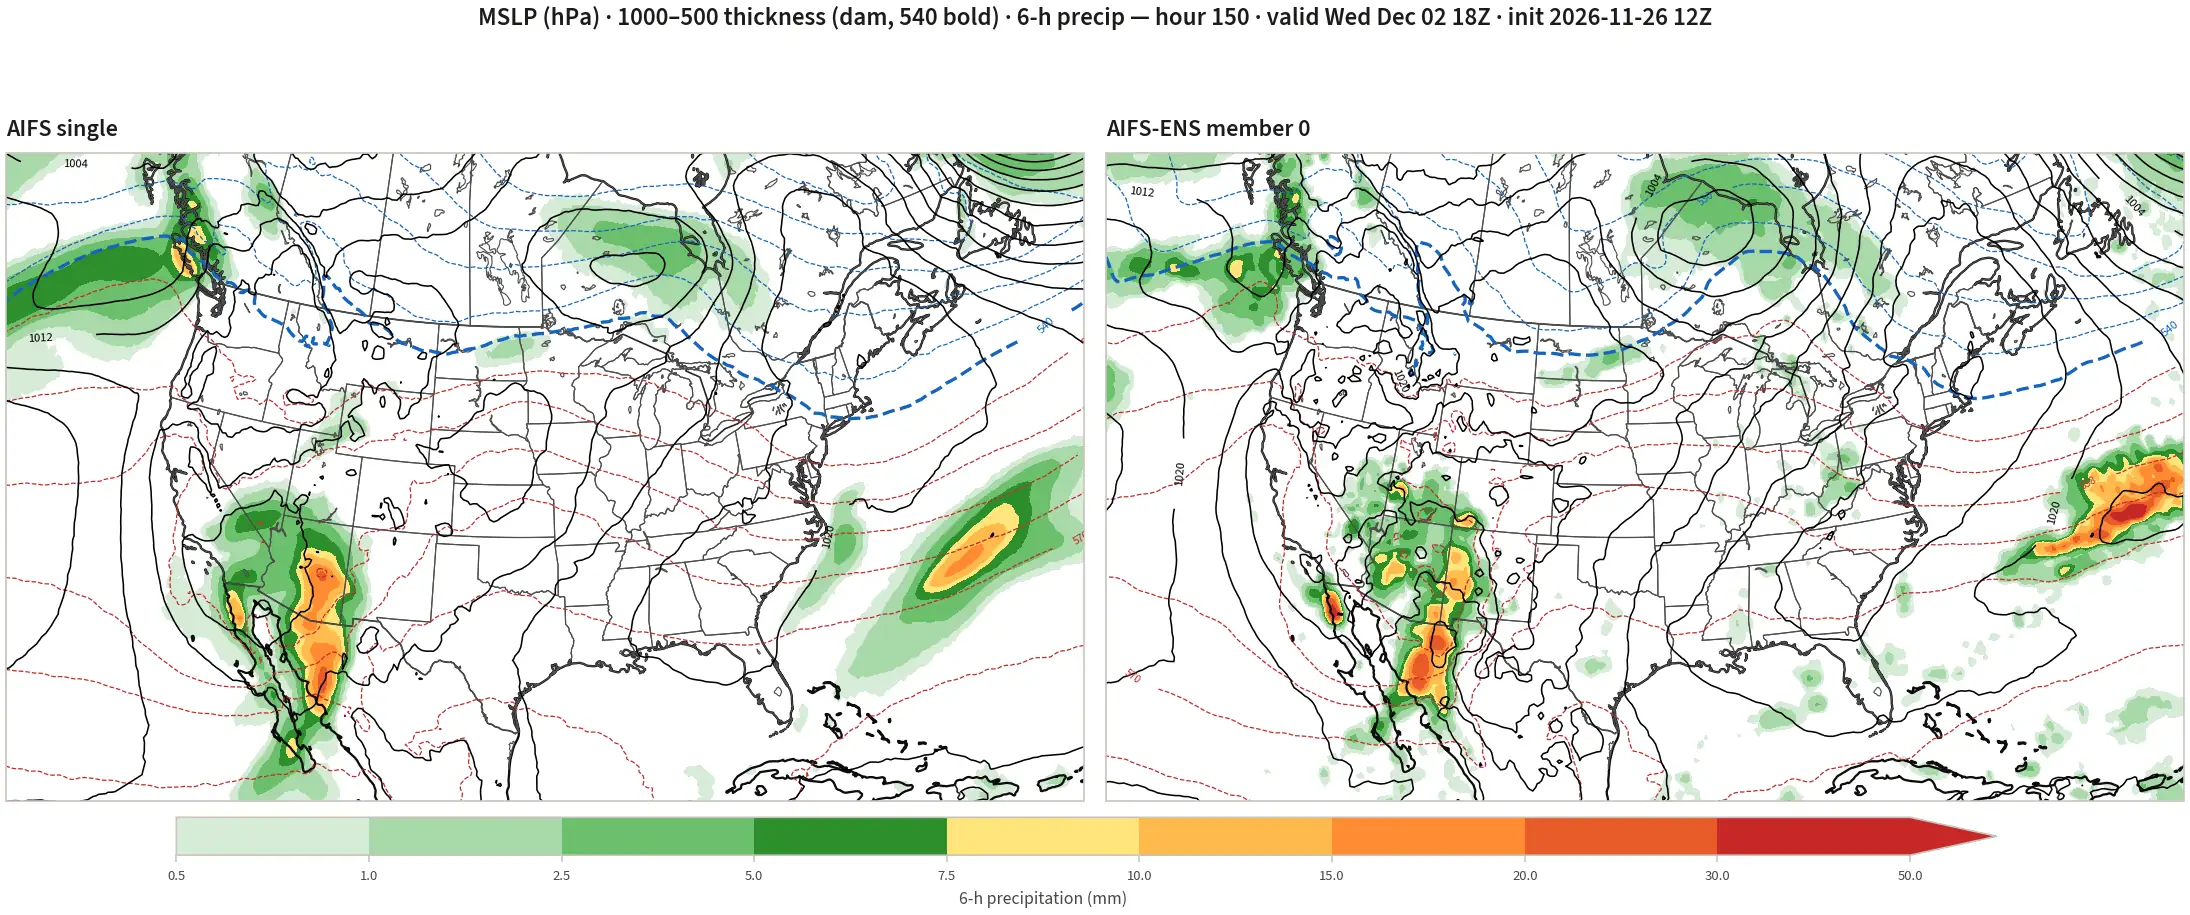 MSLP (hPa) · 1000–500 thickness (dam, 540 bold) · 6-h precip — hour 150 · valid Wed Dec 02 18Z · init 2026-11-26 12Z
AIFS single
AIFS-ENS member 0
1004
1012
540
1020
1012
1004
1004
540
1020
1020
0.5 1.0 2.5 5.0 7.5 10.0 15.0 20.0 30.0 50.0
6-h precipitation (mm)